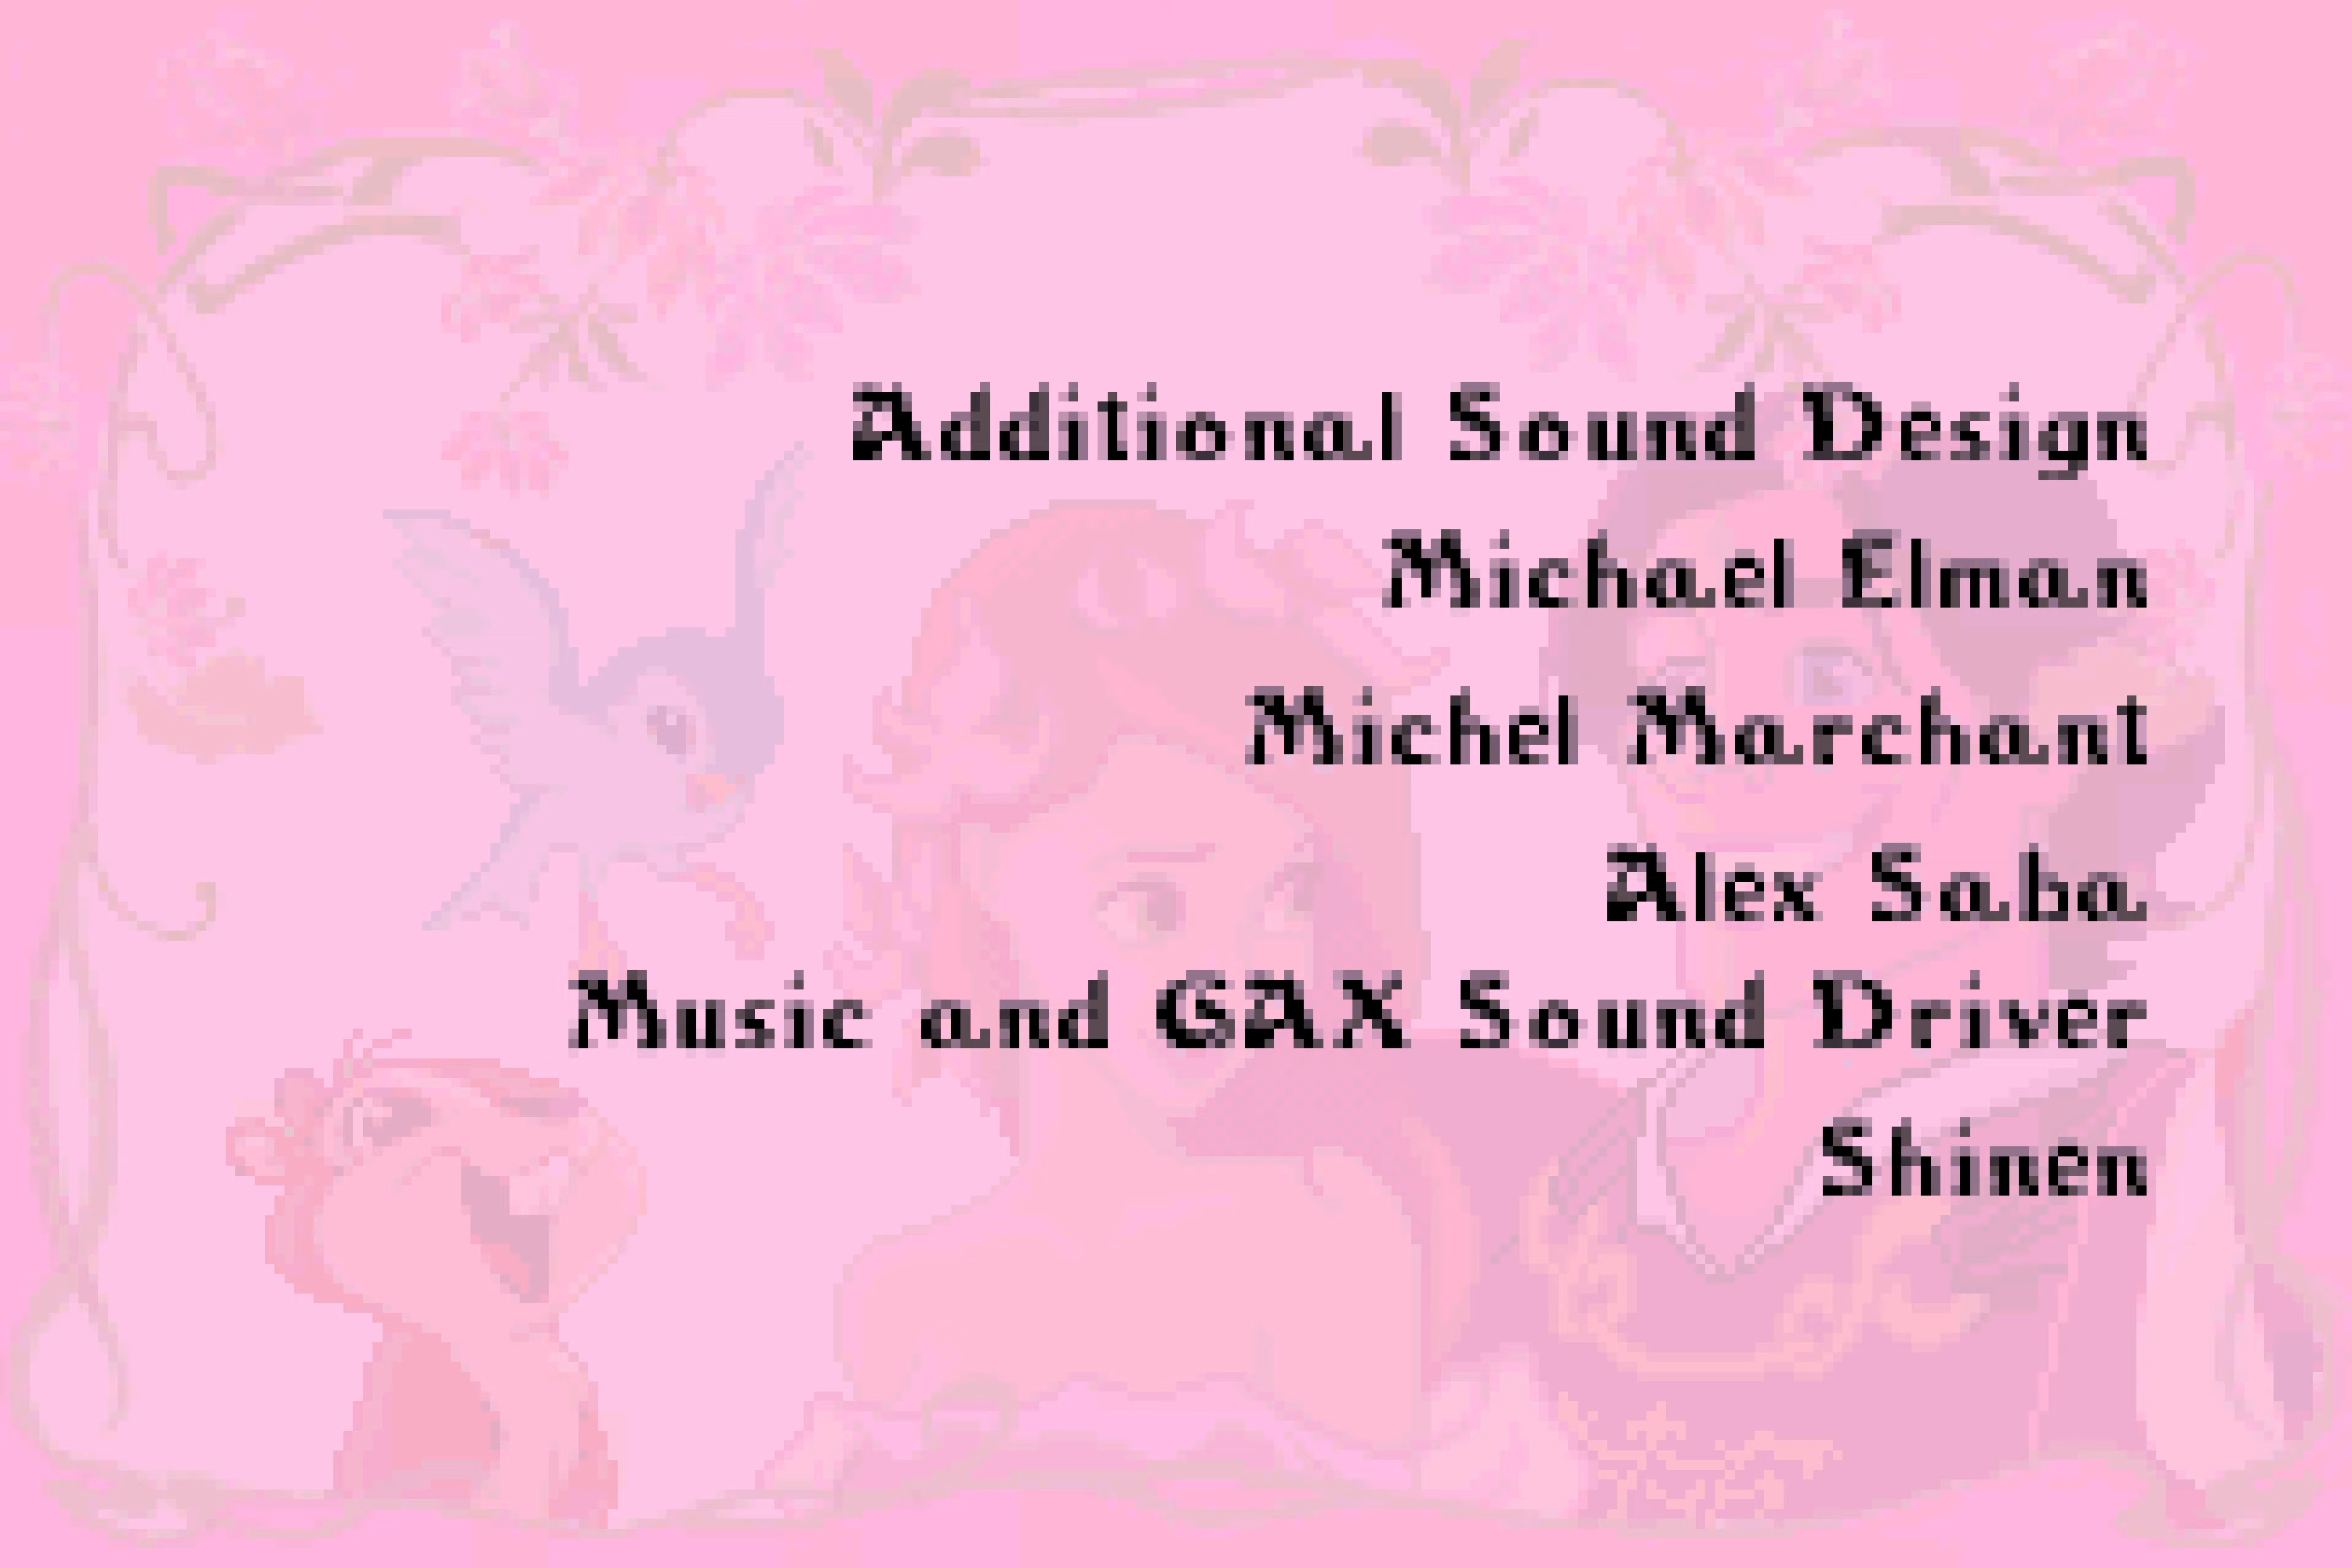 Additional Sound Design
Michael Elman
Michel Marchant
Alex Saba
Music and GAX Sound Driver
Shinen